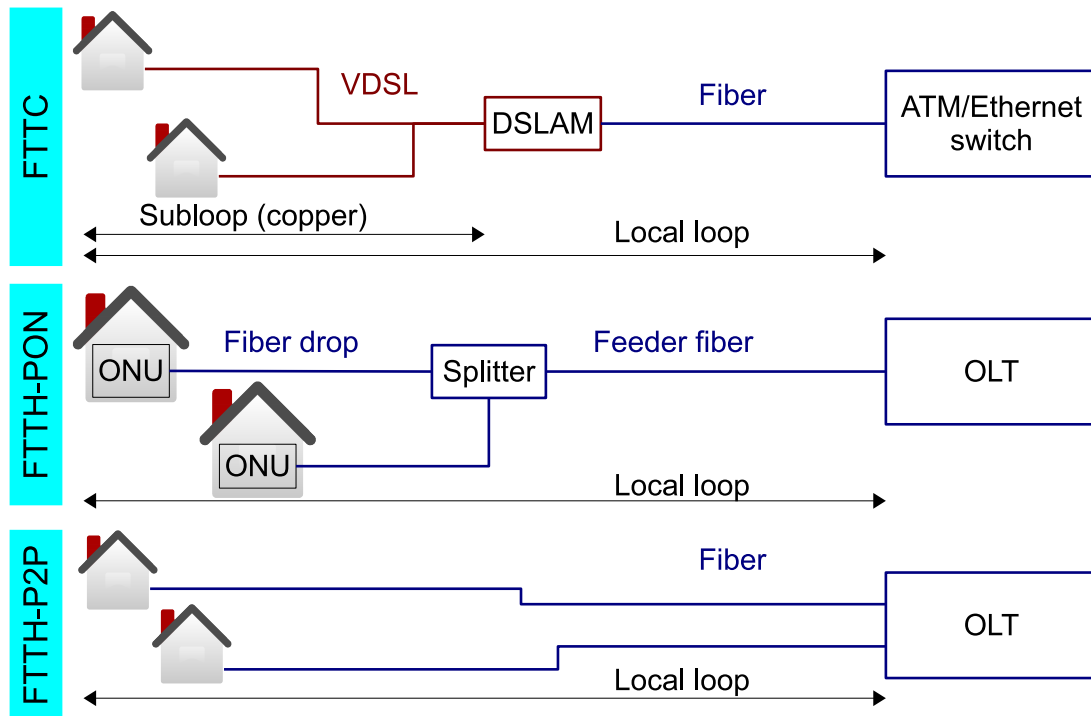 FTTC
VDSL
Fiber
DSLAM
ATM/Ethernet
switch
Subloop (copper)
Local loop
FTTH-PON
ONU
Fiber drop
Splitter
Feeder fiber
OLT
ONU
Local loop
FTTH-P2P
Fiber
OLT
Local loop